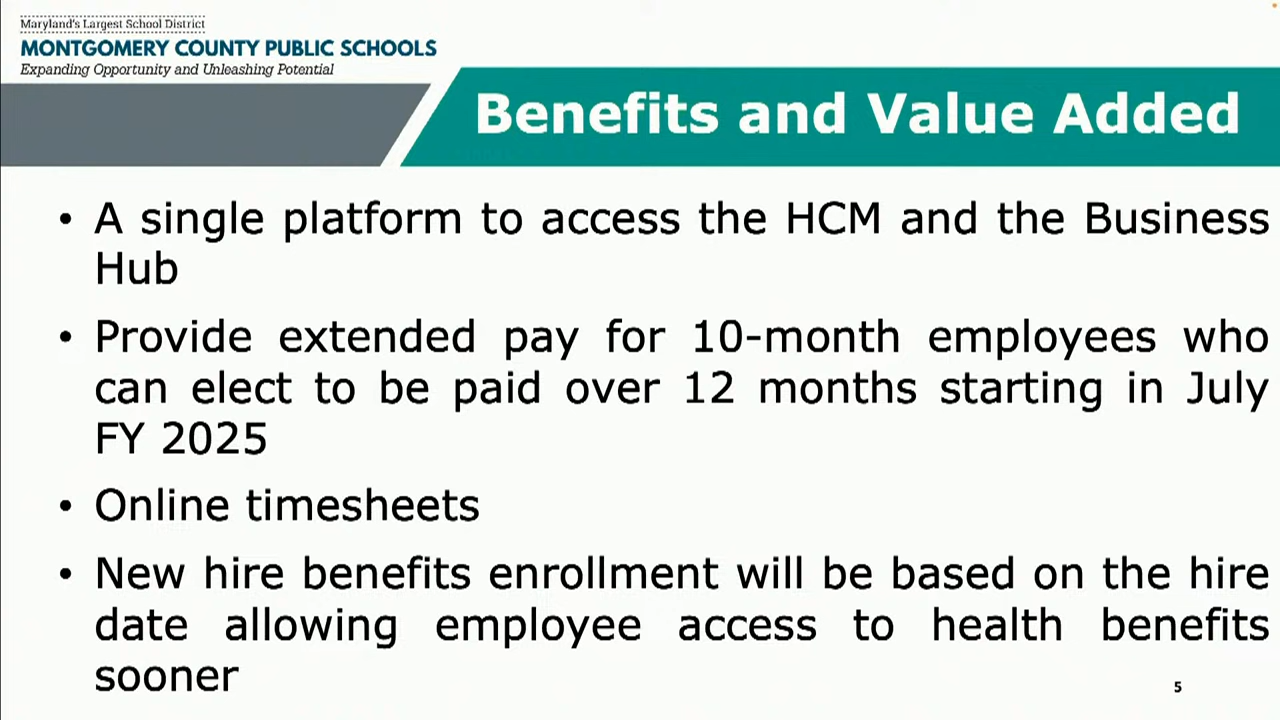 Maryland's Largest School District
MONTGOMERY COUNTY PUBLIC SCHOOLS
Expanding Opportunity and Unleashing Potential
Benefits and Value Added
• A single platform to access the HCM and the Business
Hub
• Provide extended pay for 10-month employees who
can elect to be paid over 12 months starting in July
FY 2025
• Online timesheets
• New hire benefits enrollment will be based on the hire
date allowing employee access to health benefits
sooner
5